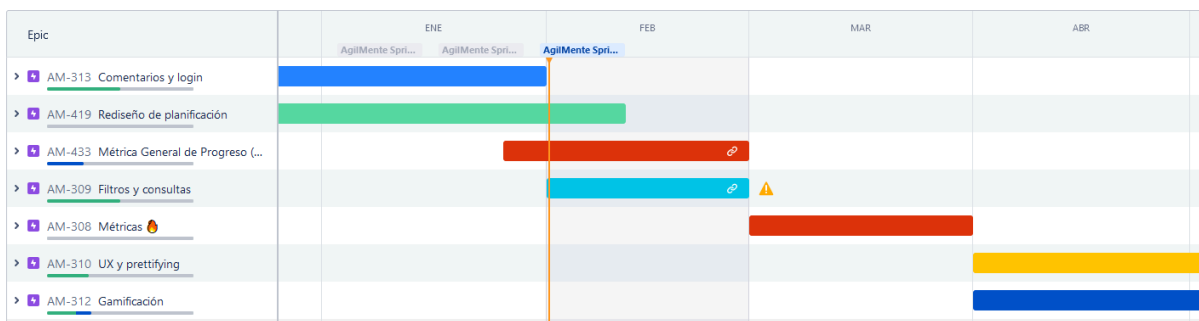 Epic
ENE FEB MAR ABR
AgilMente Spri... AgilMente Spri... AgilMente Spri...
AM-313 Comentarios y login
AM-419 Rediseño de planificación
AM-433 Métrica General de Progreso (...
AM-309 Filtros y consultas
AM-308 Métricas
AM-310 UX y prettifying
AM-312 Gamificación